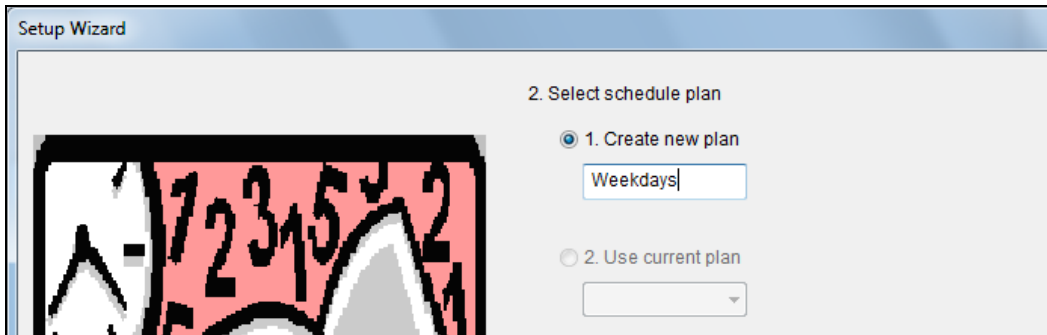 Setup Wizard
2. Select schedule plan
1. Create new plan
Weekdays
2. Use current plan